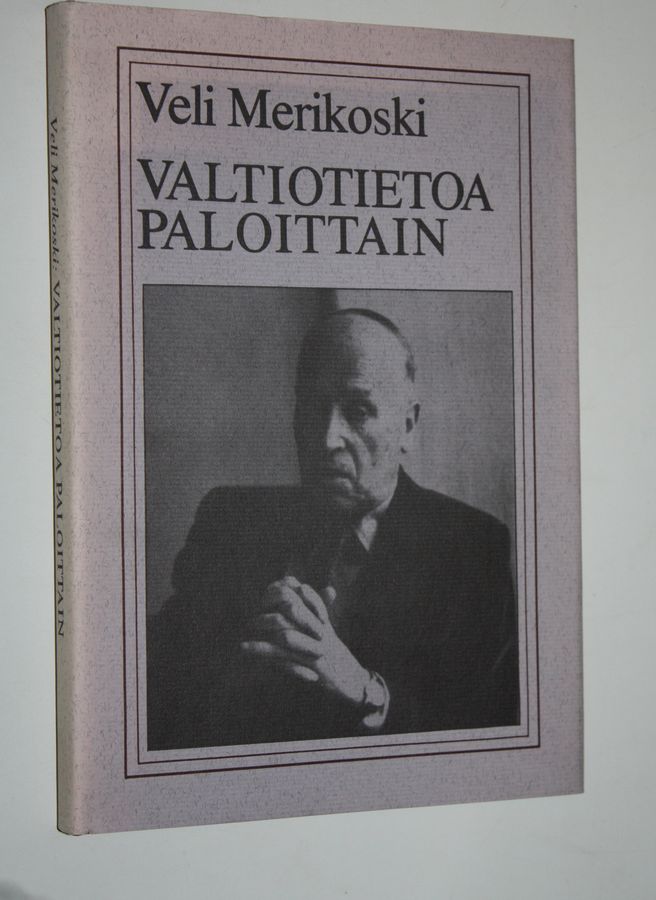 Veli Merikoski
VALTIOTIETOA
PALOITTAIN
Veli Merikoski: VALTIOTIETOA PALOITTAIN